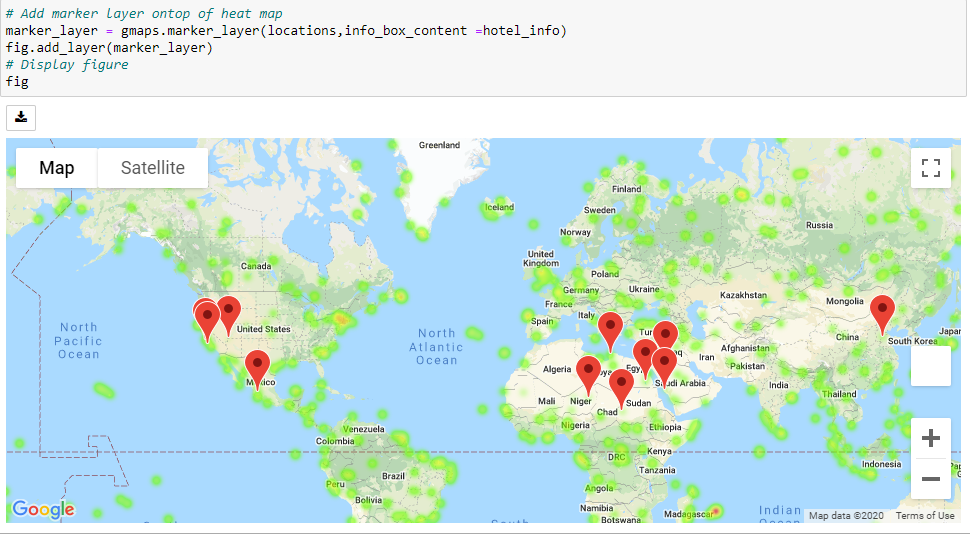 # Add marker layer ontop of heat map
marker_layer = gmaps.marker_layer(locations,info_box_content =hotel_info)
fig.add_layer(marker_layer)
# Display figure
fig
Map
Satellite
Greenland
Iceland
Finland
Sweden
Norway
Russia
United
Kingdom
Canada
Poland
Germany
Ukraine
Kazakhstan
Mongolia
France
Italy
Spain
North
Pacific
Ocean
United States
North
Atlantic
Ocean
China
South Korea
Iran
Afghanistan
Pakistan
Algeria
Saudi Arabia
India
Thailand
Mali
Niger
Chad
Sudan
Nigeria
Ethiopia
Venezuela
Colombia
DRC
Kenya
Tanzania
Indonesia
Brazil
Peru
Bolivia
Angola
Namibia
Botswana
Madagascar
Indian
Ocean
Google
Map data ©2020
Terms of Use